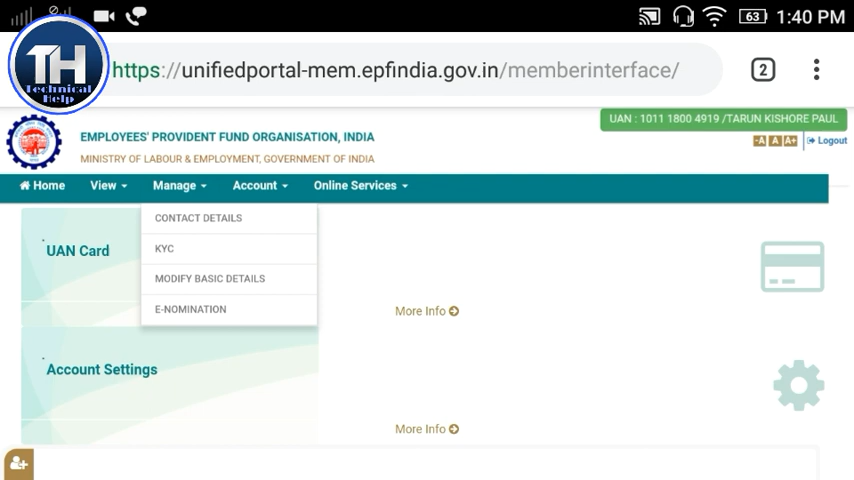 63 1:40 PM
TH
Technical
Help
https://unifiedportal-mem.epfindia.gov.in/memberinterface/
2
UAN : 1011 1800 4919 /TARUN KISHORE PAUL
EMPLOYEES' PROVIDENT FUND ORGANISATION, INDIA
-A A A+ Logout
MINISTRY OF LABOUR & EMPLOYMENT, GOVERNMENT OF INDIA
Home View Manage Account Online Services
CONTACT DETAILS
KYC
MODIFY BASIC DETAILS
E-NOMINATION
UAN Card
More Info
Account Settings
More Info